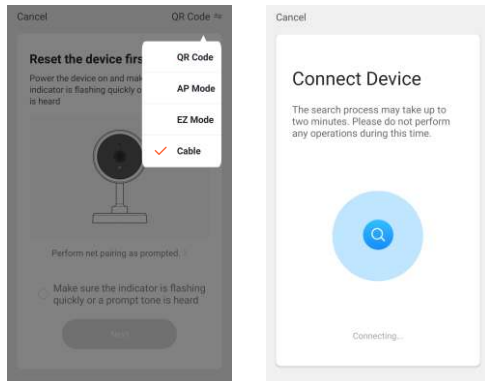 Cancel
QR Code
Reset the device firs
Power the device on and mak
indicator is flashing quickly o
is heard
QR Code
AP Mode
EZ Mode
Cable
Perform net pairing as prompted.
Make sure the indicator is flashing
quickly or a prompt tone is heard
Next
Cancel
Connect Device
The search process may take up to
two minutes. Please do not perform
any operations during this time.
Connecting...